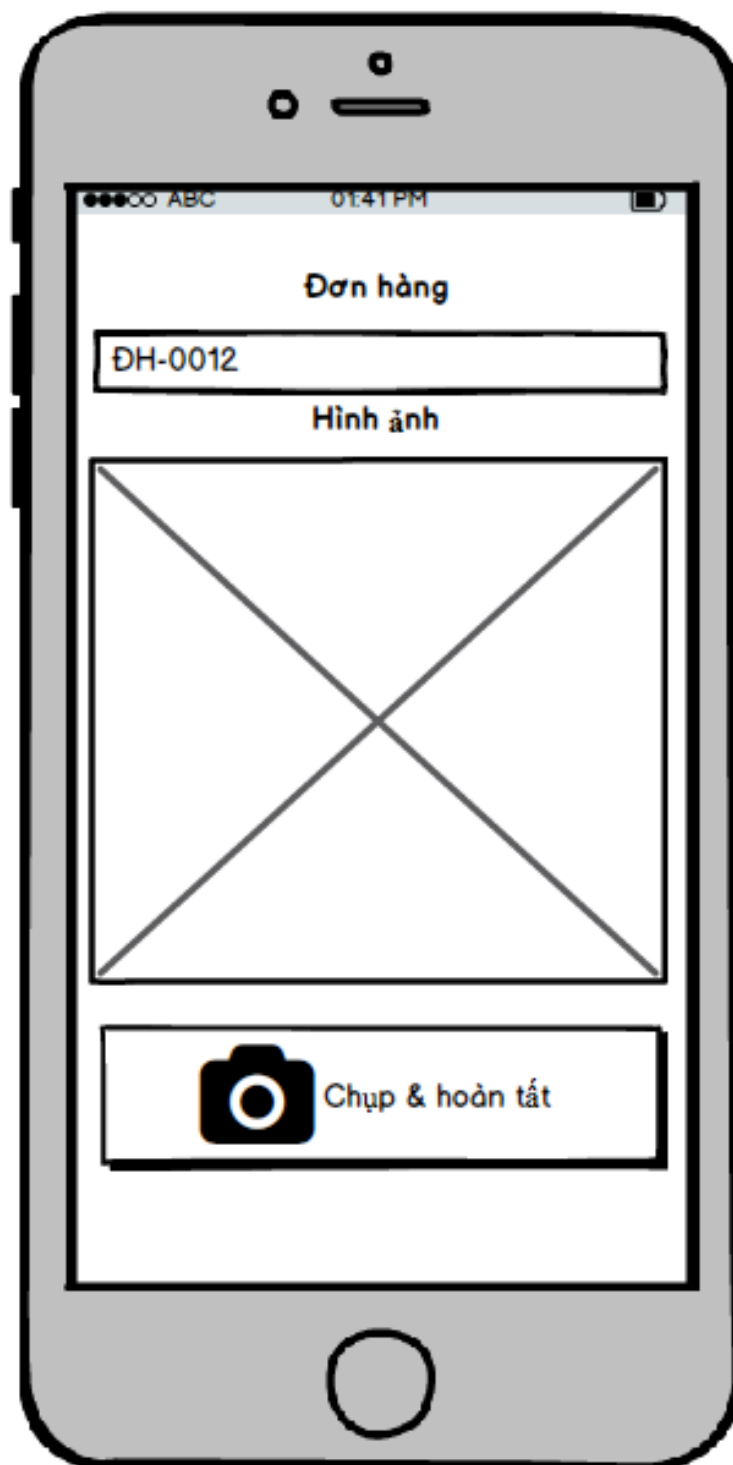 ABC 01:41 PM
Đơn hàng
ĐH-0012
Hình ảnh
Chụp & hoàn tất